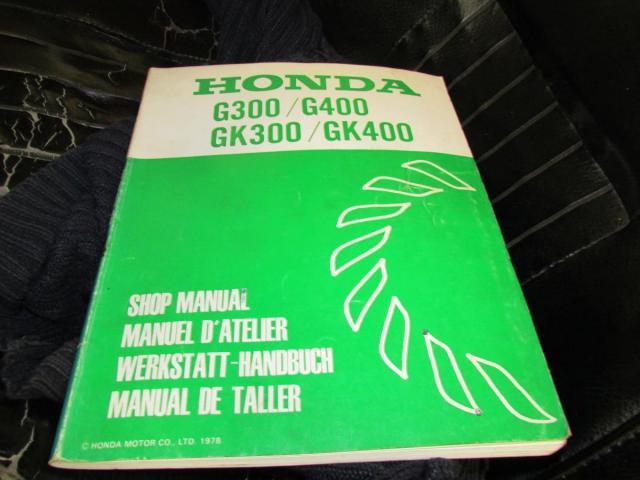 HONDA
G300/G400
GK300/GK400
SHOP MANUAL
MANUEL D'ATELIER
WERKSTATT-HANDBUCH
MANUAL DE TALLER
© HONDA MOTOR CO., LTD. 1978